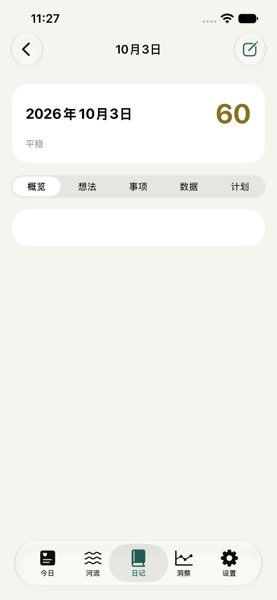 11:27
10月3日
2026年10月3日
60
平稳
概览 想法 事项 数据 计划
今日 河流 日记 洞察 设置